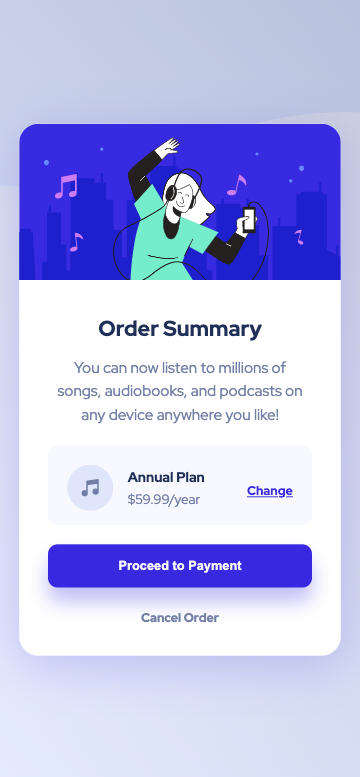 Order Summary
You can now listen to millions of
songs, audiobooks, and podcasts on
any device anywhere you like!
Annual Plan
$59.99/year
Change
Proceed to Payment
Cancel Order